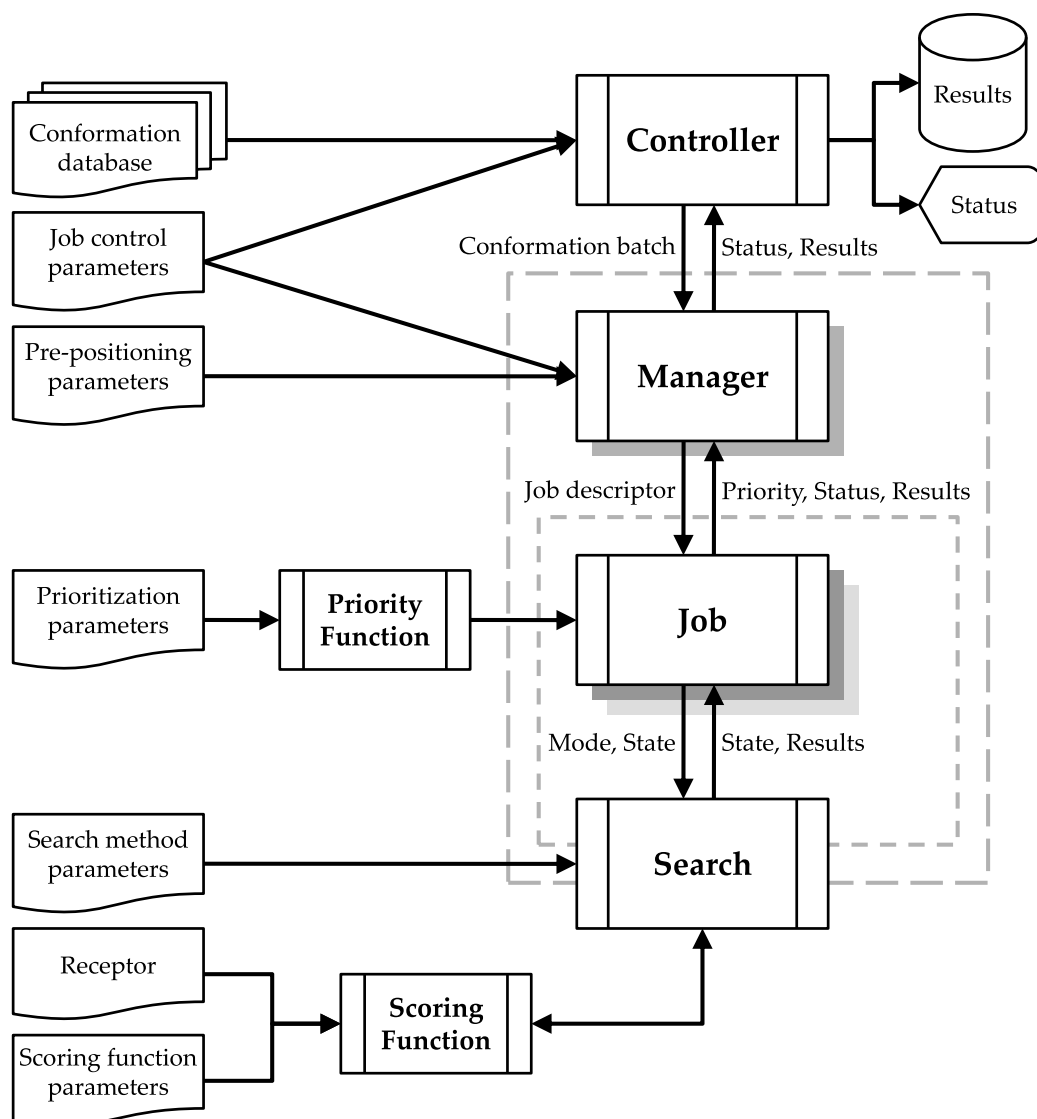 Results
Conformation
database
Controller
Status
Job control
parameters
Conformation batch
Status, Results
Pre-positioning
parameters
Manager
Job descriptor
Priority, Status, Results
Prioritization
parameters
Priority
Function
Job
Mode, State
State, Results
Search method
parameters
Search
Receptor
Scoring
Function
Scoring function
parameters